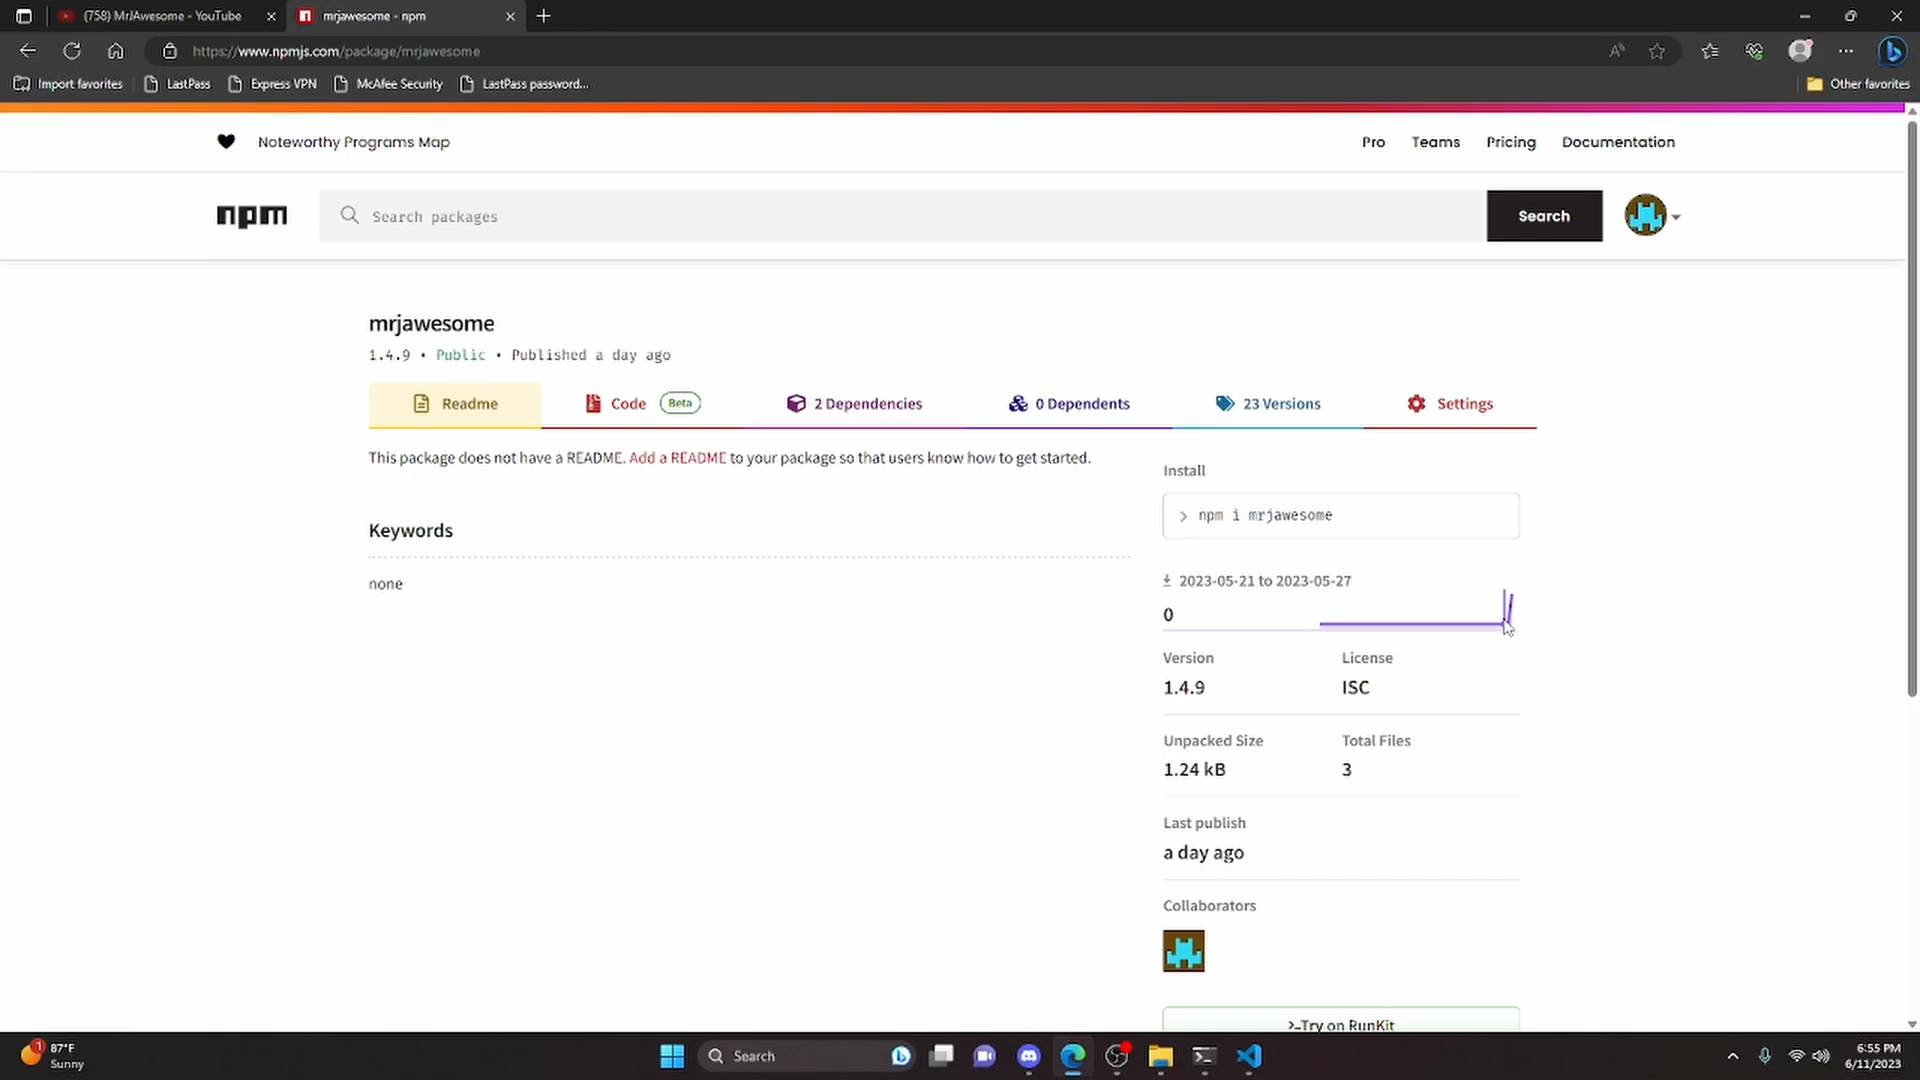 (758) MrJAwesome - YouTube
mrjawesome - npm
https://www.npmjs.com/package/mrjawesome
Import favorites
LastPass
Express VPN
McAfee Security
LastPass password...
Other favorites
Noteworthy Programs Map
Pro
Teams
Pricing
Documentation
npm
Search packages
Search
mrjawesome
1.4.9 • Public • Published a day ago
Readme
Code Beta
2 Dependencies
0 Dependents
23 Versions
Settings
This package does not have a README. Add a README to your package so that users know how to get started.
Keywords
none
Install
> npm i mrjawesome
2023-05-21 to 2023-05-27
0
Version
License
1.4.9
ISC
Unpacked Size
Total Files
1.24 kB
3
Last publish
a day ago
Collaborators
>-Try on RunKit
1
87°F
Sunny
Search
6:55 PM
6/11/2023